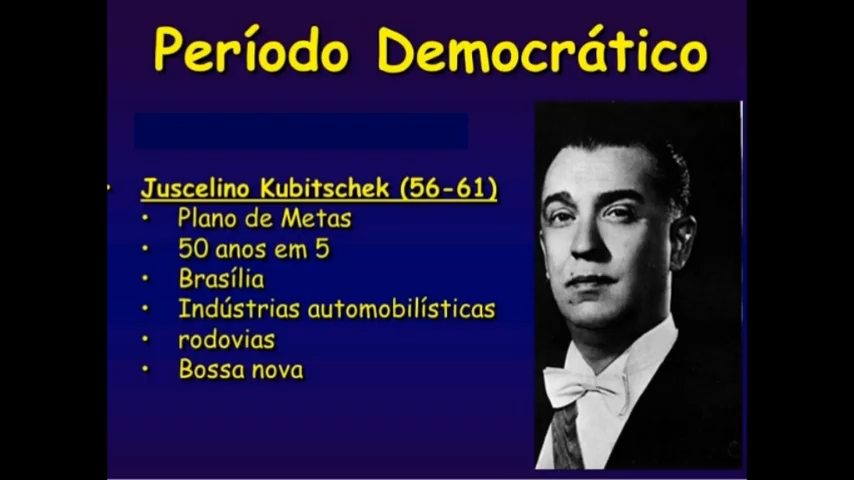 Período Democrático
• Juscelino Kubitschek (56-61)
• Plano de Metas
• 50 anos em 5
• Brasília
• Indústrias automobilísticas
• rodovias
• Bossa nova